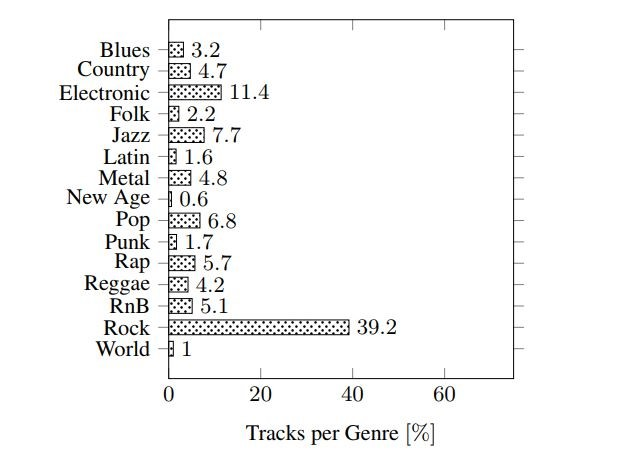 Blues 3.2
Country 4.7
Electronic 11.4
Folk 2.2
Jazz 7.7
Latin 1.6
Metal 4.8
New Age 0.6
Pop 6.8
Punk 1.7
Rap 5.7
Reggae 4.2
RnB 5.1
Rock 39.2
World 1
0 20 40 60
Tracks per Genre [%]